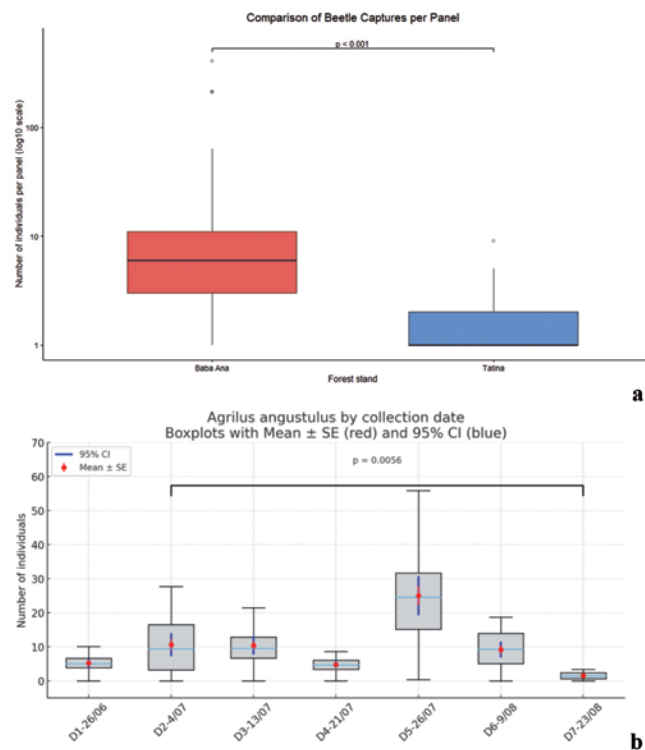 Comparison of Beetle Captures per Panel
p < 0.001
Number of individuals per panel (log10 scale)
100
10
1
Baba Ana
Tatina
Forest stand
a
Agrilus angustulus by collection date
Boxplots with Mean ± SE (red) and 95% CI (blue)
70
60
50
40
30
20
10
0
95% CI
Mean ± SE
p = 0.0056
Number of individuals
D1-26/06
D2-4/07
D3-13/07
D4-21/07
D5-26/07
D6-9/08
D7-23/08
b